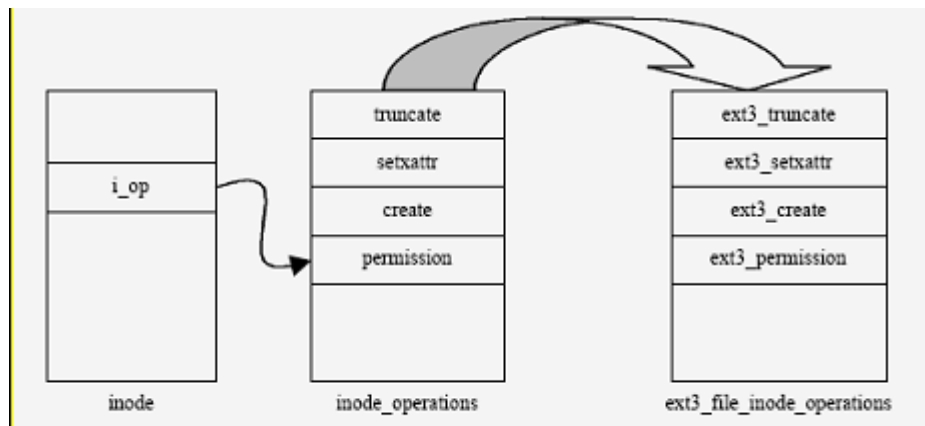 truncate
setxattr
create
permission
i_op
ext3_truncate
ext3_setxattr
ext3_create
ext3_permission
inode
inode_operations
ext3_file_inode_operations